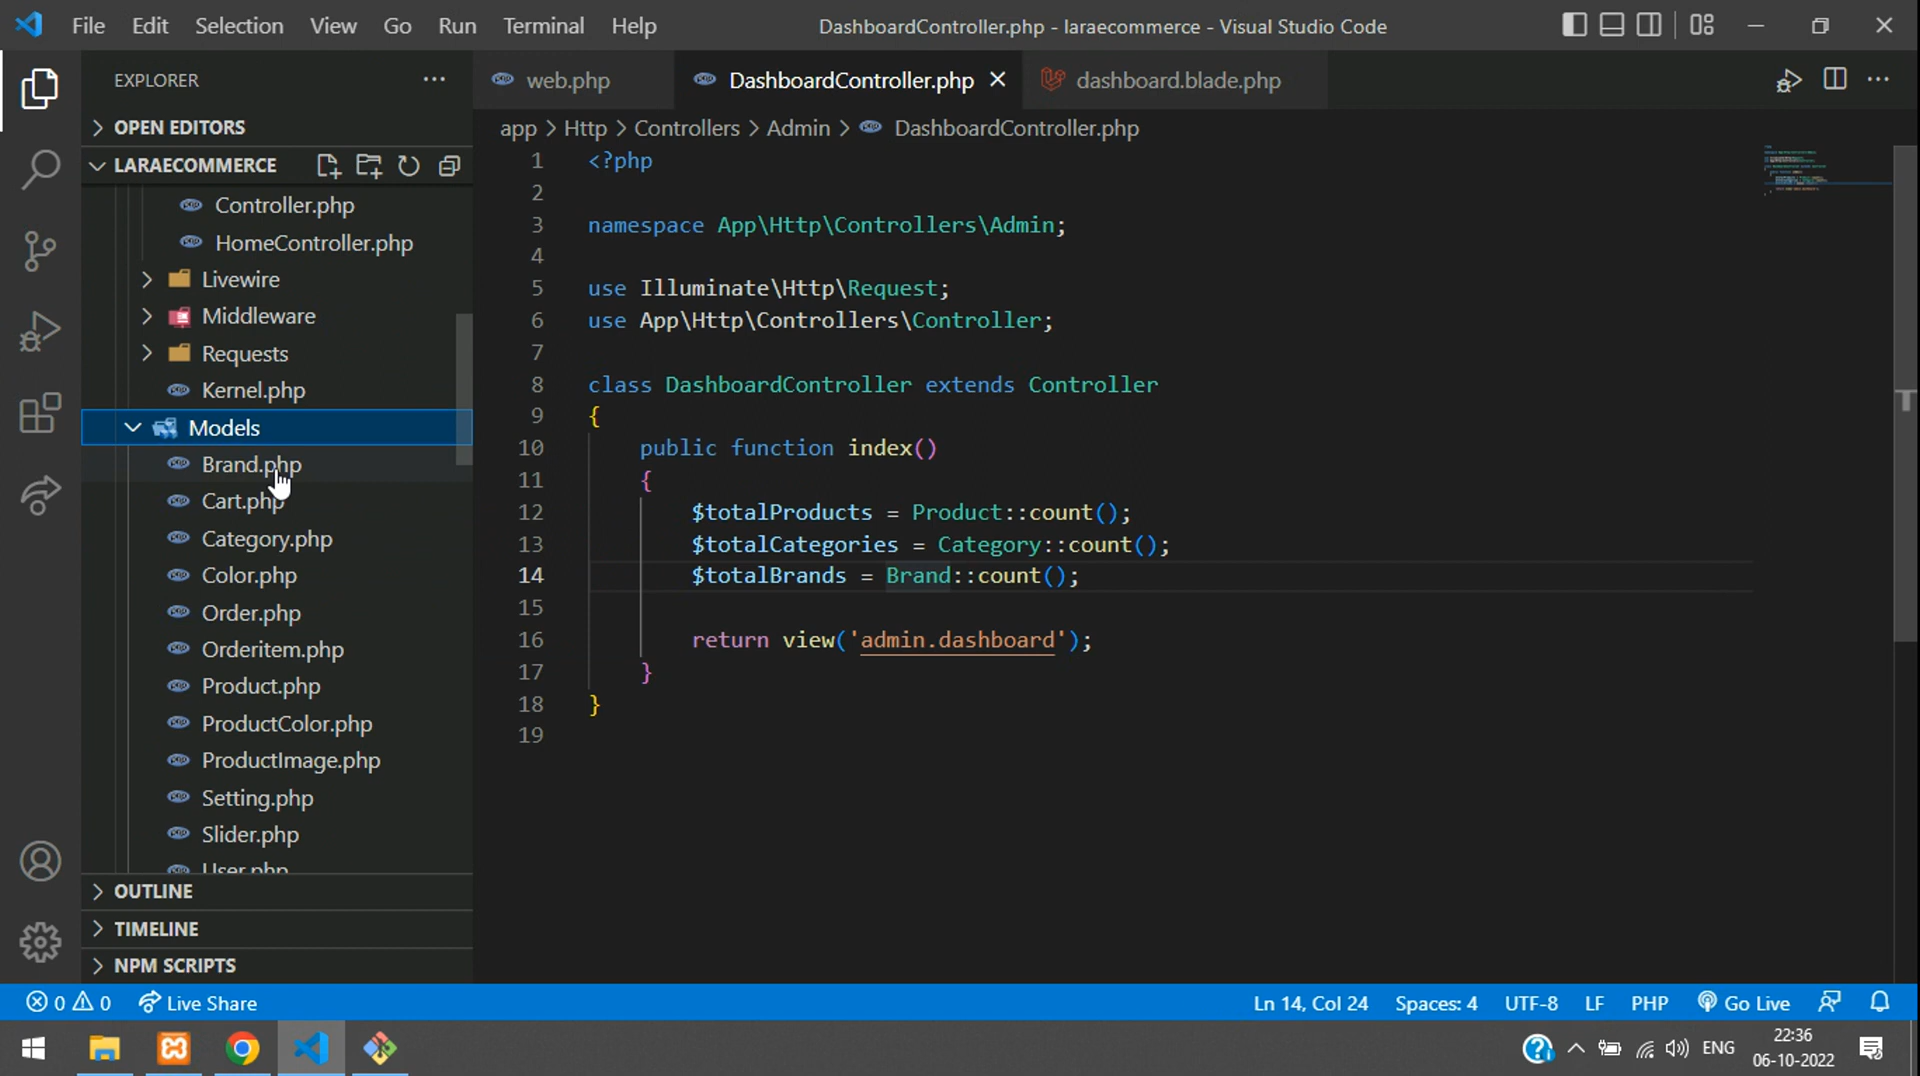 File Edit Selection View Go Run Terminal Help
DashboardController.php - laraecommerce - Visual Studio Code
EXPLORER
OPEN EDITORS
LARAECOMMERCE
Controller.php
HomeController.php
Livewire
Middleware
Requests
Kernel.php
Models
Brand.php
Cart.php
Category.php
Color.php
Order.php
Orderitem.php
Product.php
ProductColor.php
ProductImage.php
Setting.php
Slider.php
User.php
OUTLINE
TIMELINE
NPM SCRIPTS
web.php
DashboardController.php
dashboard.blade.php
app > Http > Controllers > Admin > DashboardController.php
1 <?php
2
3 namespace App\Http\Controllers\Admin;
4
5 use Illuminate\Http\Request;
6 use App\Http\Controllers\Controller;
7
8 class DashboardController extends Controller
9 {
10 public function index()
11 {
12 $totalProducts = Product::count();
13 $totalCategories = Category::count();
14 $totalBrands = Brand::count();
15
16 return view('admin.dashboard');
17 }
18 }
19
0 0 Live Share
Ln 14, Col 24 Spaces: 4 UTF-8 LF PHP Go Live
ENG
22:36
06-10-2022